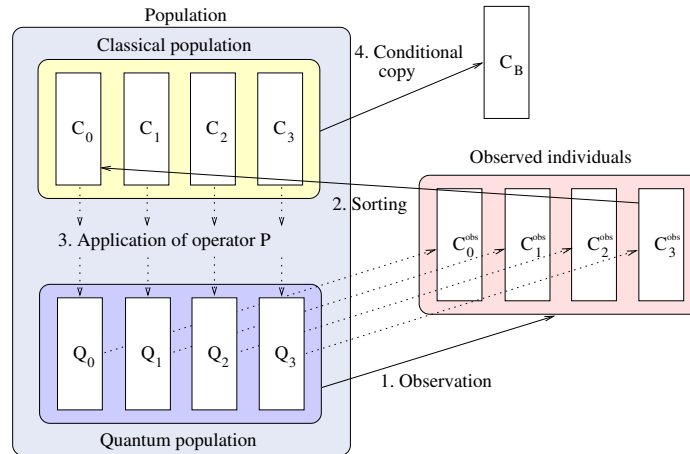 Population
Classical population
4. Conditional
copy
C_B
C_0 C_1 C_2 C_3
Observed individuals
2. Sorting
3. Application of operator P
C_0^obs C_1^obs C_2^obs C_3^obs
Q_0 Q_1 Q_2 Q_3
1. Observation
Quantum population